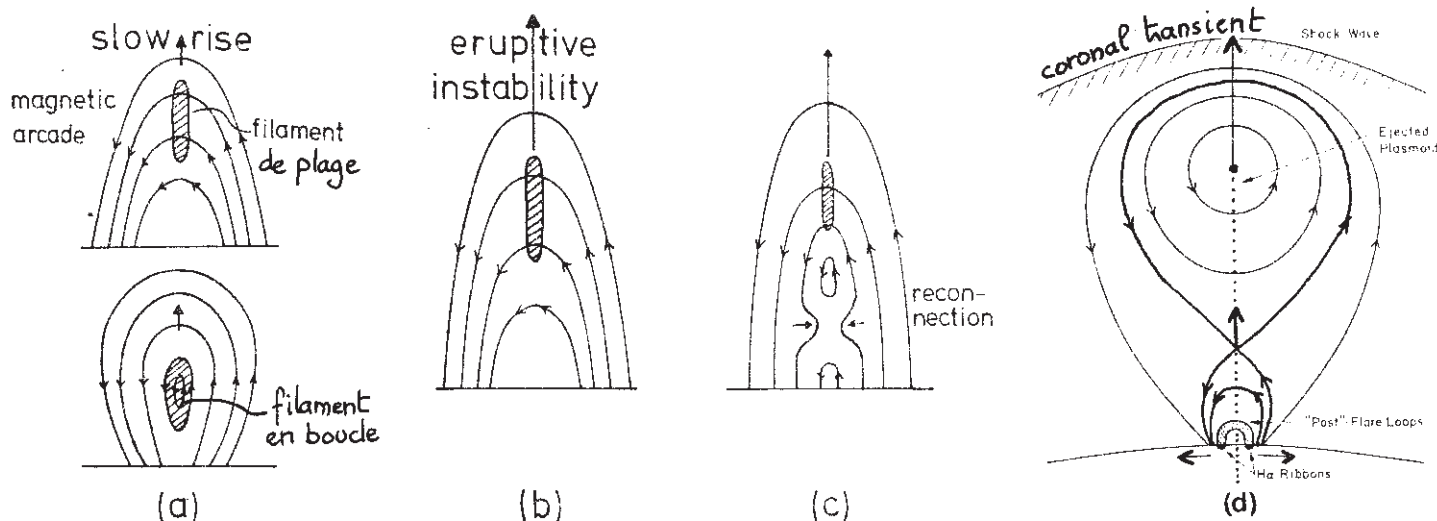 slow rise
magnetic
arcade
filament
de plage
filament
en boucle
(a)
eruptive
instability
(b)
recon-
nection
(c)
coronal transient
Shock Wave
Ejected
Plasmoid
"Post"-Flare Loops
Hα Ribbons
(d)